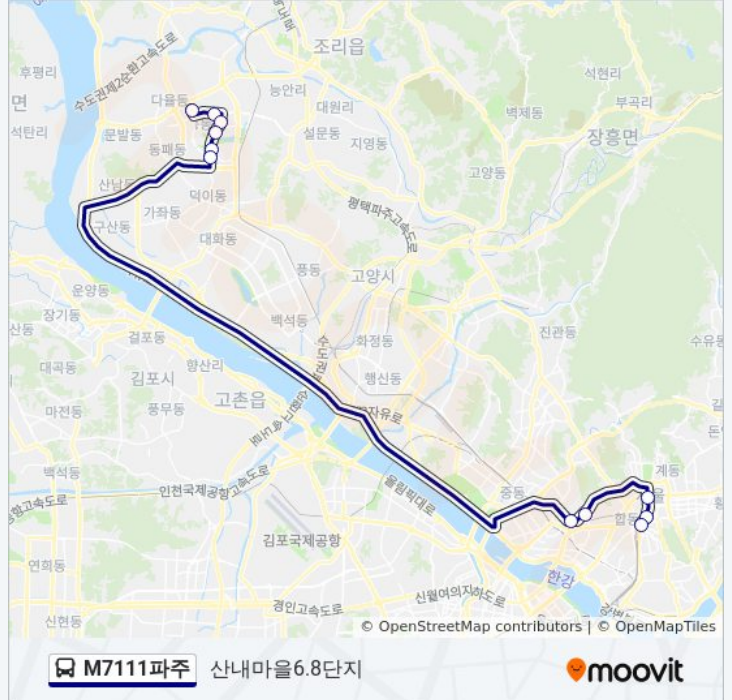 조리읍
후평리
수도권제2순환고속도로
석현리
능안리
다율동
대원리
부곡리
벽제동
면
석탄리
문발동
설문동
지영동
장흥면
동패동
고양동
산남동
덕이동
평택파주고속도로
가좌동
구산동
대화동
풍동
고양시
운양동
장기동
백석동
산동
걸포동
화정동
진관동
수유동
대곡동
향산리
김포시
행신동
고촌읍
마전동
풍무동
자유로
백석동
계동
인천국제공항고속도로
올림픽대로
중동
합동
김포국제공항
연희동
한강
신월여의지하도로
경인고속도로
신현동
© OpenStreetMap contributors | © OpenMapTiles
M7111파주 산내마을6.8단지
moovit